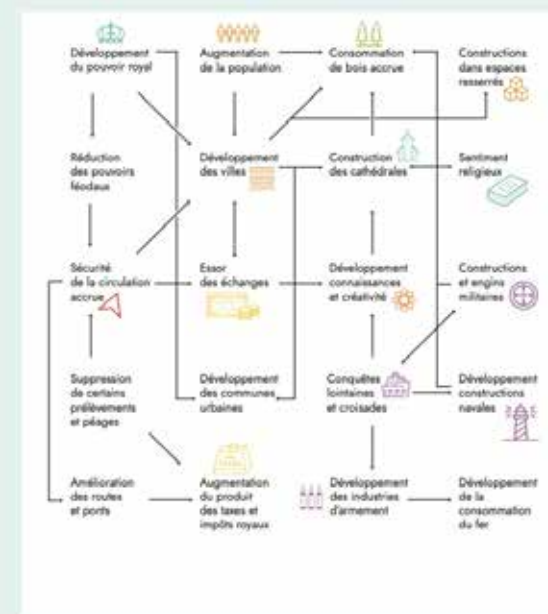 Développement
du pouvoir royal
Augmentation
de la population
Consommation
de bois accrue
Constructions
dans espaces
resserrés
Réduction
des pouvoirs
féodaux
Développement
des villes
Construction
des cathédrales
Sentiment
religieux
Sécurité
de la circulation
accrue
Essor
des échanges
Développement
connaissances
et créativité
Constructions
et engins
militaires
Suppression
de certains
prélèvements
et péages
Développement
des communes
urbaines
Conquêtes
lointaines
et croisades
Développement
constructions
navales
Amélioration
des routes
et ponts
Augmentation
du produit
des taxes et
impôts royaux
Développement
des industries
d'armement
Développement
de la
consommation
du fer